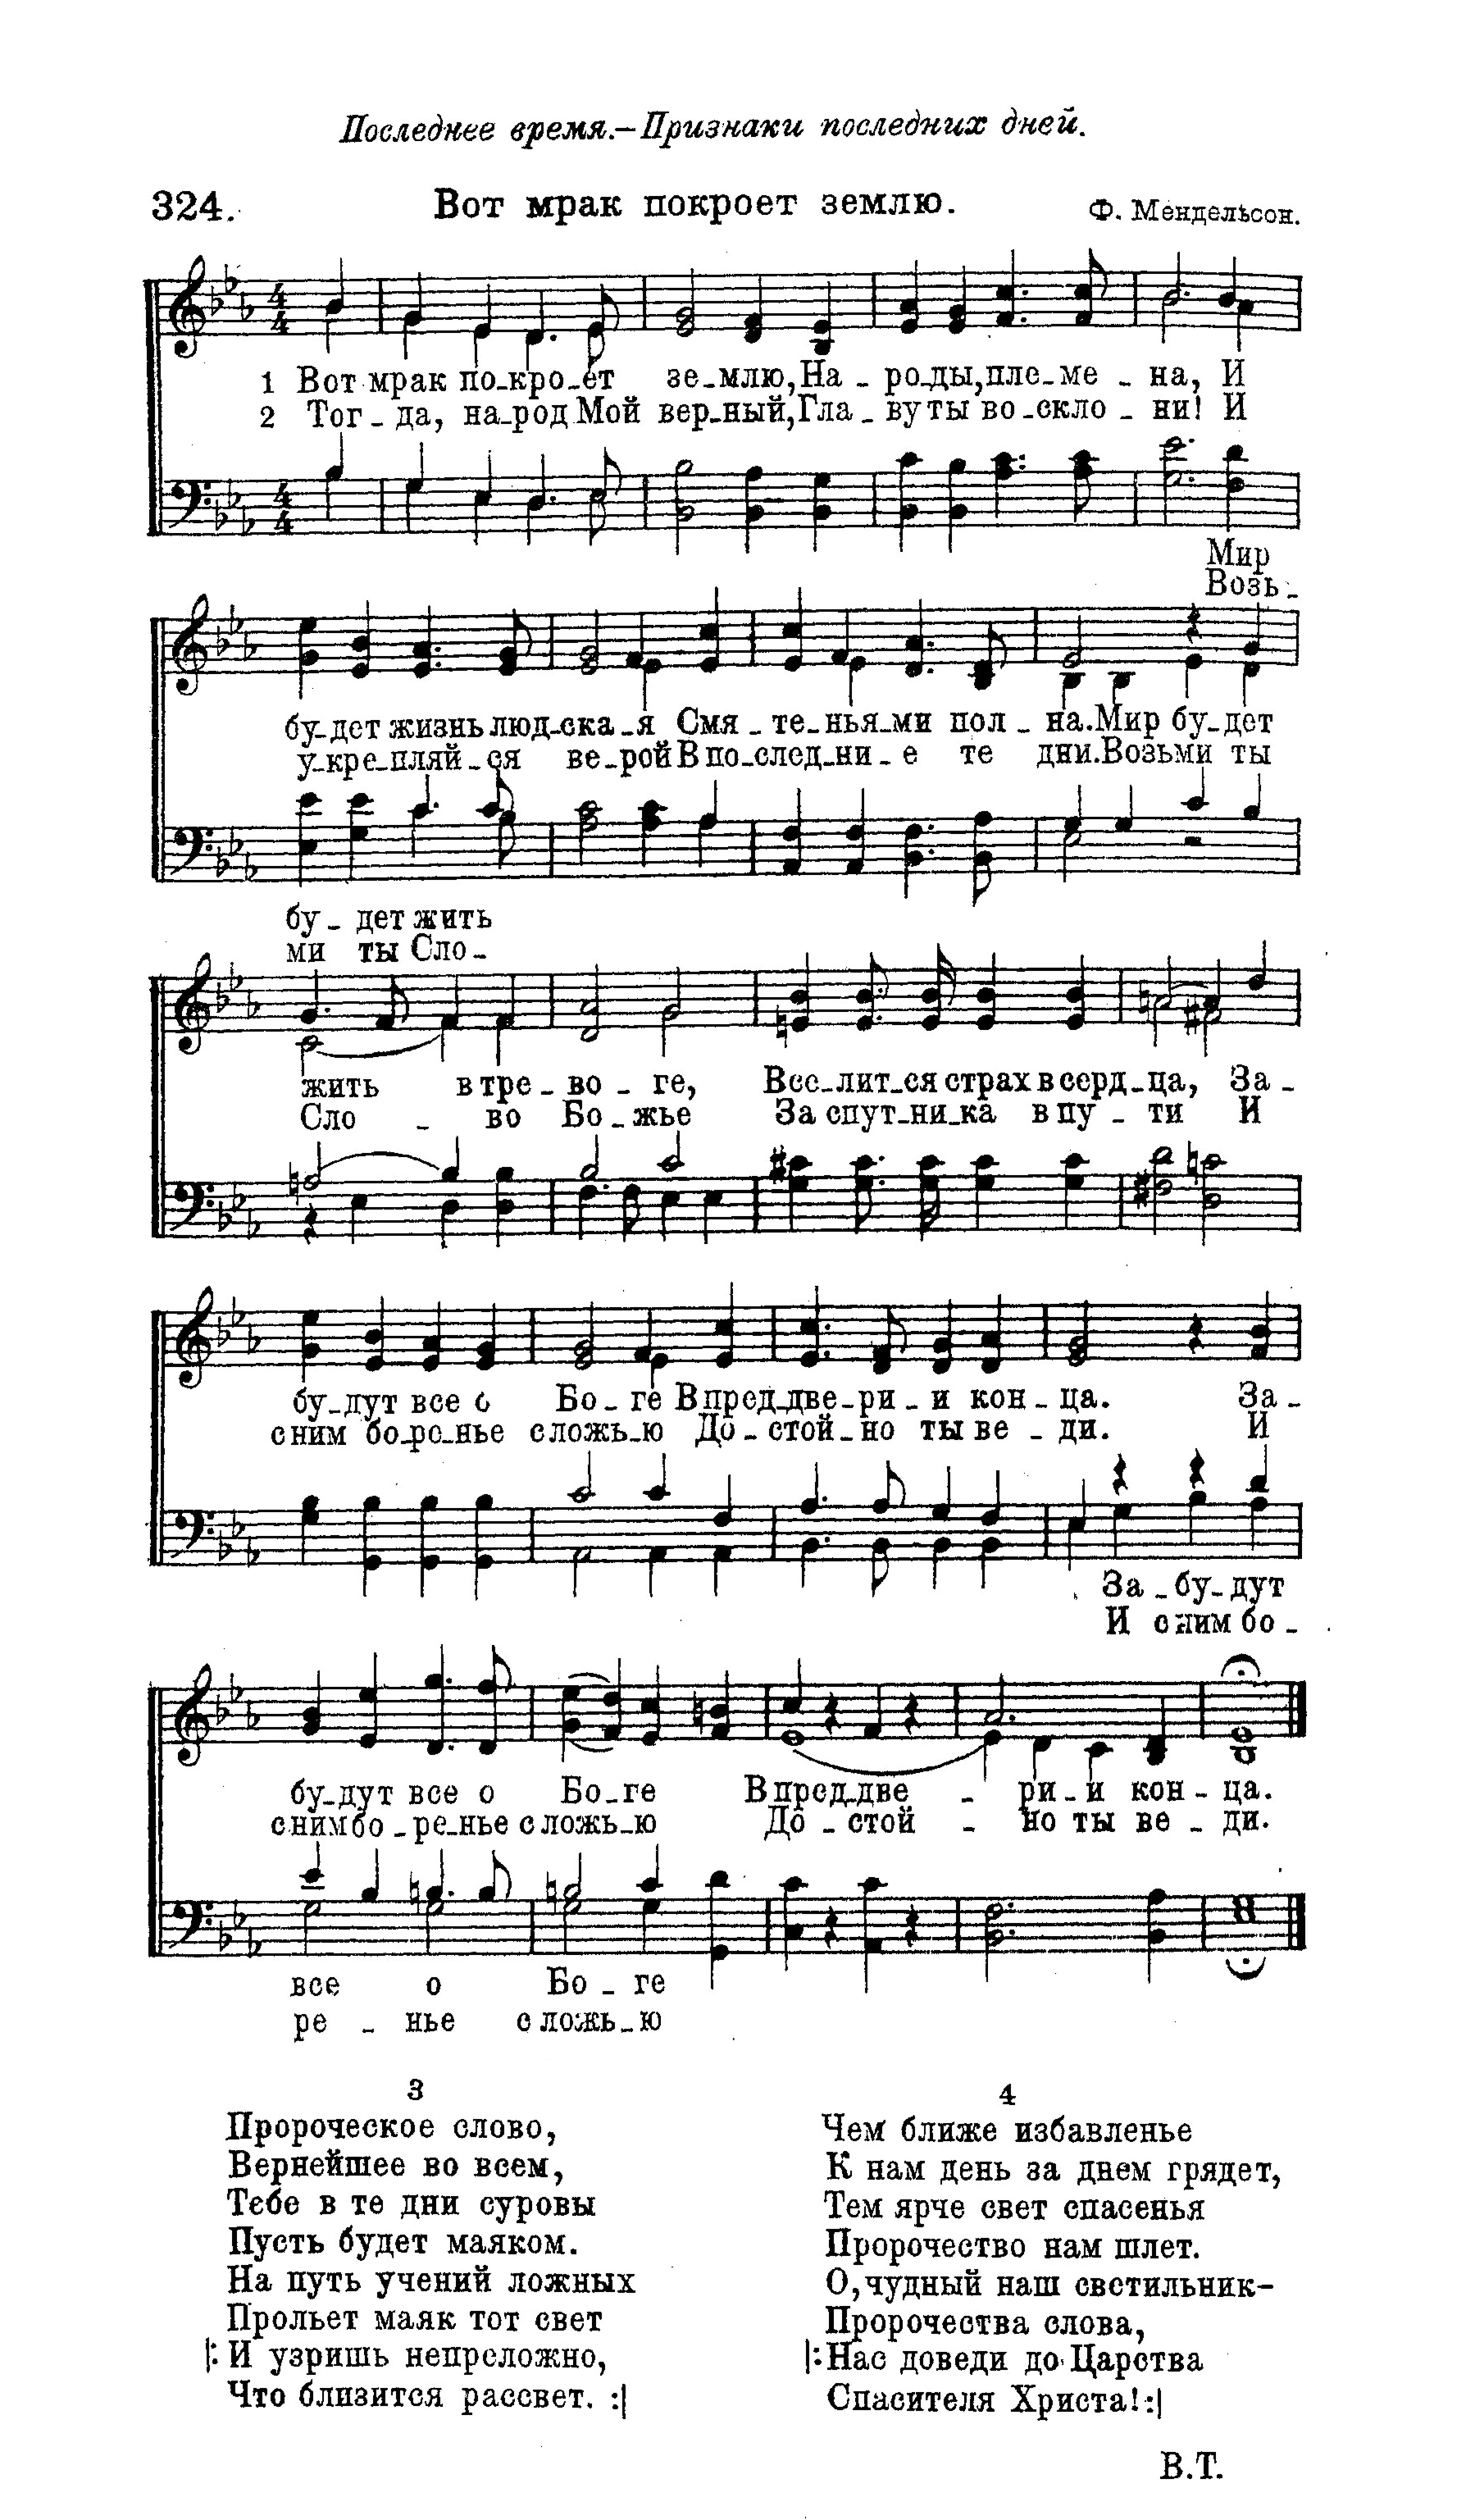 Последнее время.–Признаки последних дней.
324. Вот мрак покроет землю. Ф. Мендельсон.
1 Вот мрак по-кро-ет зе-млю, На-ро-ды, пле-ме-на, И
2 Тог-да, на-род Мой вер-ный, Гла-ву ты во-скло-ни! И
Мир
Возь-
бу-дет жизнь люд-ска-я Смя-те-нья-ми пол-на. Мир бу-дет
у-кре-пляй-ся ве-рой В по-след-ни-е те дни. Возьми ты
бу-дет жить
ми ты Сло-
жить в тре-во-ге, Все-лит-ся страх в серд-ца, За-
Сло-во Бо-жье За спут-ни-ка в пу-ти И
бу-дут все о Бо-ге В пред-две-ри-и кон-ца. За-
с ним бо-ре-нье с ложь-ю До-стой-но ты ве-ди. И
За-бу-дут
И с ним бо-
бу-дут все о Бо-ге В пред-две-ри-и кон-ца.
с ним бо-ре-нье с ложь-ю До-стой-но ты ве-ди.
все о Бо-ге
ре-нье с ложь-ю
3
Пророческое слово,
Вернейшее во всем,
Тебе в те дни суровы
Пусть будет маяком.
На путь учений ложных
Прольет маяк тот свет
|: И узришь непреложно,
Что близится рассвет. :|
4
Чем ближе избавленье
К нам день за днем грядет,
Тем ярче свет спасенья
Пророчество нам шлет.
О, чудный наш светильник–
Пророчества слова,
|: Нас доведи до Царства
Спасителя Христа! :|
В.Т.